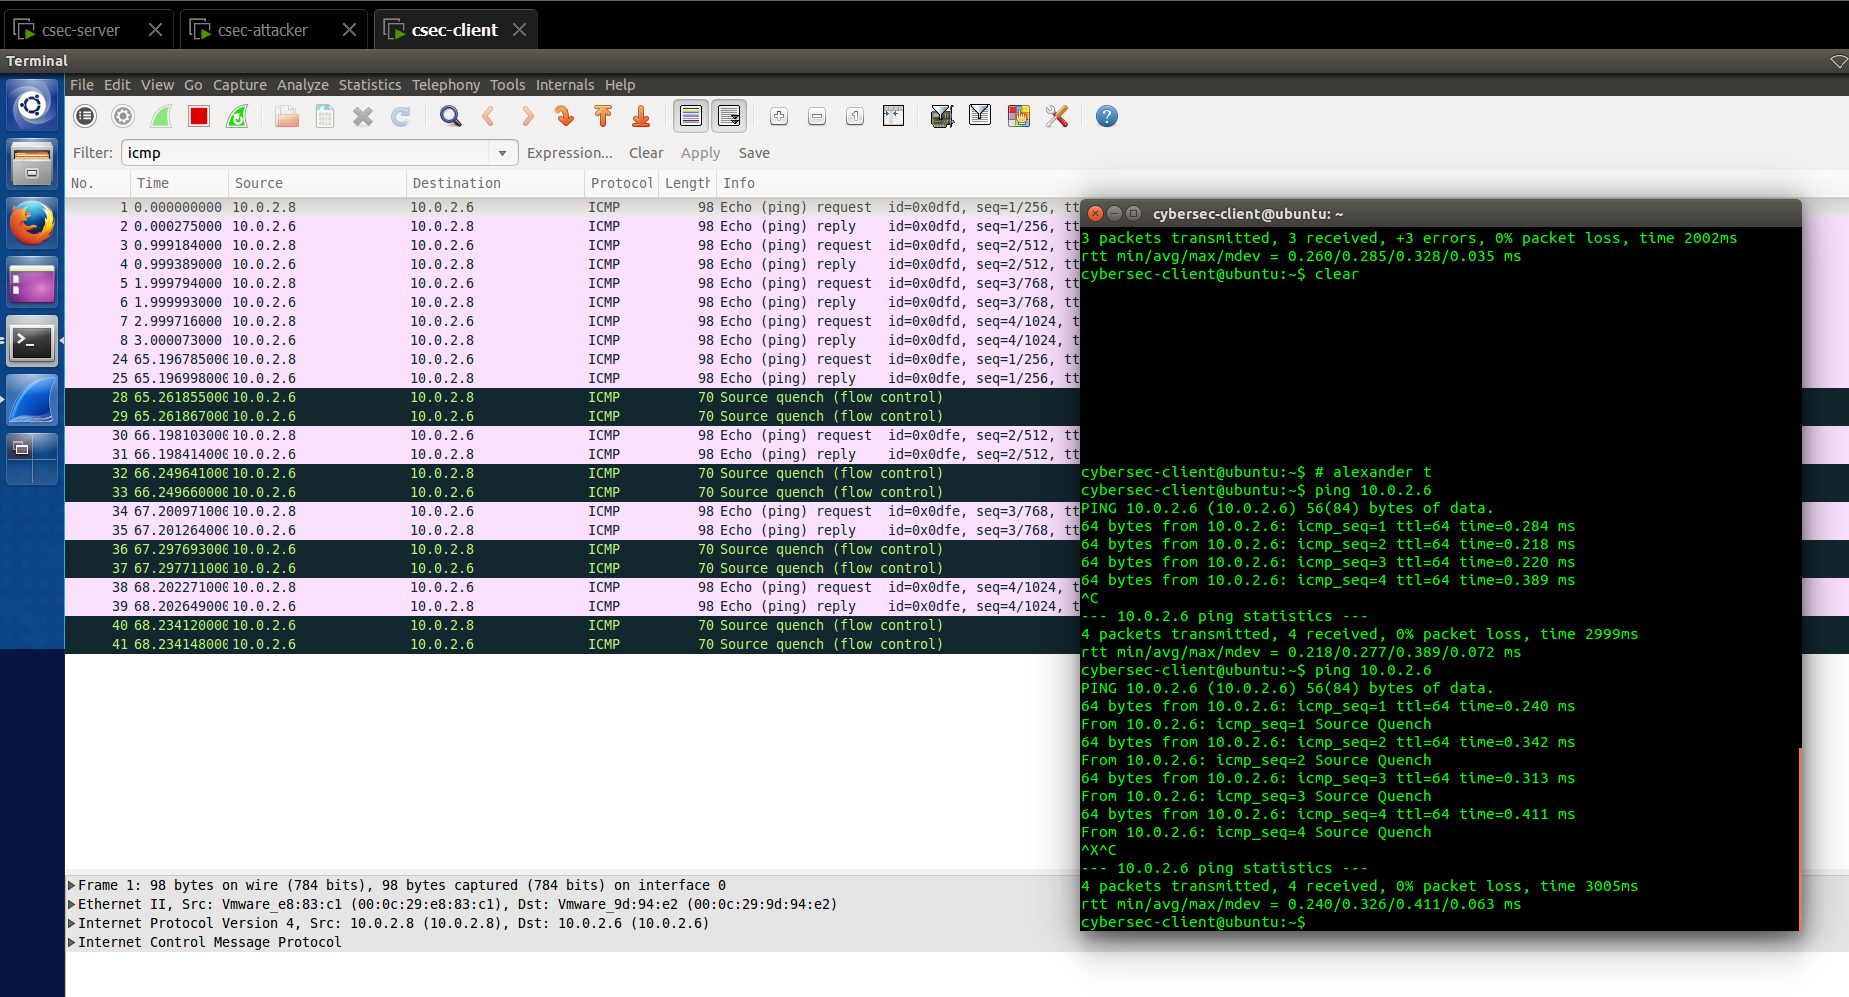 csec-server
csec-attacker
csec-client
Terminal
File Edit View Go Capture Analyze Statistics Telephony Tools Internals Help
Filter: icmp Expression... Clear Apply Save
No. Time Source Destination Protocol Length Info
1 0.000000000 10.0.2.8 10.0.2.6 ICMP 98 Echo (ping) request id=0x0dfd, seq=1/256, tt
2 0.000275000 10.0.2.6 10.0.2.8 ICMP 98 Echo (ping) reply id=0x0dfd, seq=1/256, tt
3 0.999184000 10.0.2.8 10.0.2.6 ICMP 98 Echo (ping) request id=0x0dfd, seq=2/512, tt
4 0.999389000 10.0.2.6 10.0.2.8 ICMP 98 Echo (ping) reply id=0x0dfd, seq=2/512, tt
5 1.999794000 10.0.2.8 10.0.2.6 ICMP 98 Echo (ping) request id=0x0dfd, seq=3/768, tt
6 1.999993000 10.0.2.6 10.0.2.8 ICMP 98 Echo (ping) reply id=0x0dfd, seq=3/768, tt
7 2.999716000 10.0.2.8 10.0.2.6 ICMP 98 Echo (ping) request id=0x0dfd, seq=4/1024, t
8 3.000073000 10.0.2.6 10.0.2.8 ICMP 98 Echo (ping) reply id=0x0dfd, seq=4/1024, t
24 65.196785000 10.0.2.8 10.0.2.6 ICMP 98 Echo (ping) request id=0x0dfe, seq=1/256, tt
25 65.196998000 10.0.2.6 10.0.2.8 ICMP 98 Echo (ping) reply id=0x0dfe, seq=1/256, tt
28 65.261855000 10.0.2.6 10.0.2.8 ICMP 70 Source quench (flow control)
29 65.261867000 10.0.2.6 10.0.2.8 ICMP 70 Source quench (flow control)
30 66.198103000 10.0.2.8 10.0.2.6 ICMP 98 Echo (ping) request id=0x0dfe, seq=2/512, tt
31 66.198414000 10.0.2.6 10.0.2.8 ICMP 98 Echo (ping) reply id=0x0dfe, seq=2/512, tt
32 66.249641000 10.0.2.6 10.0.2.8 ICMP 70 Source quench (flow control)
33 66.249660000 10.0.2.6 10.0.2.8 ICMP 70 Source quench (flow control)
34 67.200971000 10.0.2.8 10.0.2.6 ICMP 98 Echo (ping) request id=0x0dfe, seq=3/768, tt
35 67.201264000 10.0.2.6 10.0.2.8 ICMP 98 Echo (ping) reply id=0x0dfe, seq=3/768, tt
36 67.297693000 10.0.2.6 10.0.2.8 ICMP 70 Source quench (flow control)
37 67.297711000 10.0.2.6 10.0.2.8 ICMP 70 Source quench (flow control)
38 68.202271000 10.0.2.8 10.0.2.6 ICMP 98 Echo (ping) request id=0x0dfe, seq=4/1024, t
39 68.202649000 10.0.2.6 10.0.2.8 ICMP 98 Echo (ping) reply id=0x0dfe, seq=4/1024, t
40 68.234120000 10.0.2.6 10.0.2.8 ICMP 70 Source quench (flow control)
41 68.234148000 10.0.2.6 10.0.2.8 ICMP 70 Source quench (flow control)
Frame 1: 98 bytes on wire (784 bits), 98 bytes captured (784 bits) on interface 0
Ethernet II, Src: Vmware_e8:83:c1 (00:0c:29:e8:83:c1), Dst: Vmware_9d:94:e2 (00:0c:29:9d:94:e2)
Internet Protocol Version 4, Src: 10.0.2.8 (10.0.2.8), Dst: 10.0.2.6 (10.0.2.6)
Internet Control Message Protocol
cybersec-client@ubuntu: ~
3 packets transmitted, 3 received, +3 errors, 0% packet loss, time 2002ms
rtt min/avg/max/mdev = 0.260/0.285/0.328/0.035 ms
cybersec-client@ubuntu:~$ clear
cybersec-client@ubuntu:~$ # alexander t
cybersec-client@ubuntu:~$ ping 10.0.2.6
PING 10.0.2.6 (10.0.2.6) 56(84) bytes of data.
64 bytes from 10.0.2.6: icmp_seq=1 ttl=64 time=0.284 ms
64 bytes from 10.0.2.6: icmp_seq=2 ttl=64 time=0.218 ms
64 bytes from 10.0.2.6: icmp_seq=3 ttl=64 time=0.220 ms
64 bytes from 10.0.2.6: icmp_seq=4 ttl=64 time=0.389 ms
^C
--- 10.0.2.6 ping statistics ---
4 packets transmitted, 4 received, 0% packet loss, time 2999ms
rtt min/avg/max/mdev = 0.218/0.277/0.389/0.072 ms
cybersec-client@ubuntu:~$ ping 10.0.2.6
PING 10.0.2.6 (10.0.2.6) 56(84) bytes of data.
64 bytes from 10.0.2.6: icmp_seq=1 ttl=64 time=0.240 ms
From 10.0.2.6: icmp_seq=1 Source Quench
64 bytes from 10.0.2.6: icmp_seq=2 ttl=64 time=0.342 ms
From 10.0.2.6: icmp_seq=2 Source Quench
64 bytes from 10.0.2.6: icmp_seq=3 ttl=64 time=0.313 ms
From 10.0.2.6: icmp_seq=3 Source Quench
64 bytes from 10.0.2.6: icmp_seq=4 ttl=64 time=0.411 ms
From 10.0.2.6: icmp_seq=4 Source Quench
^X^C
--- 10.0.2.6 ping statistics ---
4 packets transmitted, 4 received, 0% packet loss, time 3005ms
rtt min/avg/max/mdev = 0.240/0.326/0.411/0.063 ms
cybersec-client@ubuntu:~$